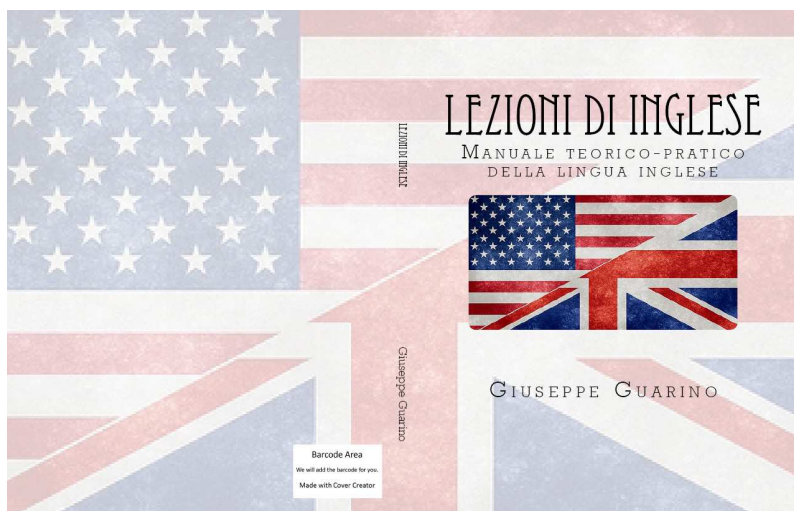 LEZIONI DI INGLESE
MANUALE TEORICO-PRATICO
DELLA LINGUA INGLESE
GIUSEPPE GUARINO
LEZIONI DI INGLESE
Giuseppe Guarino
Barcode Area
We will add the barcode for you.
Made with Cover Creator